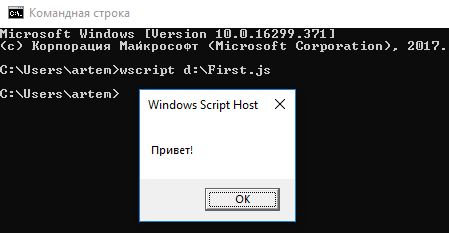 Командная строка
Microsoft Windows [Version 10.0.16299.371]
(c) Корпорация Майкрософт (Microsoft Corporation), 2017.
C:\Users\artem>wscript d:\First.js
C:\Users\artem>
Windows Script Host
Привет!
OK